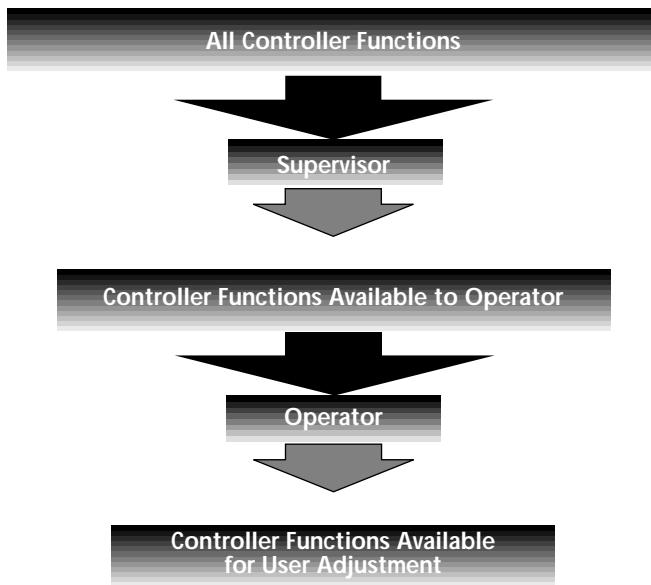 All Controller Functions
Supervisor
Controller Functions Available to Operator
Operator
Controller Functions Available
for User Adjustment